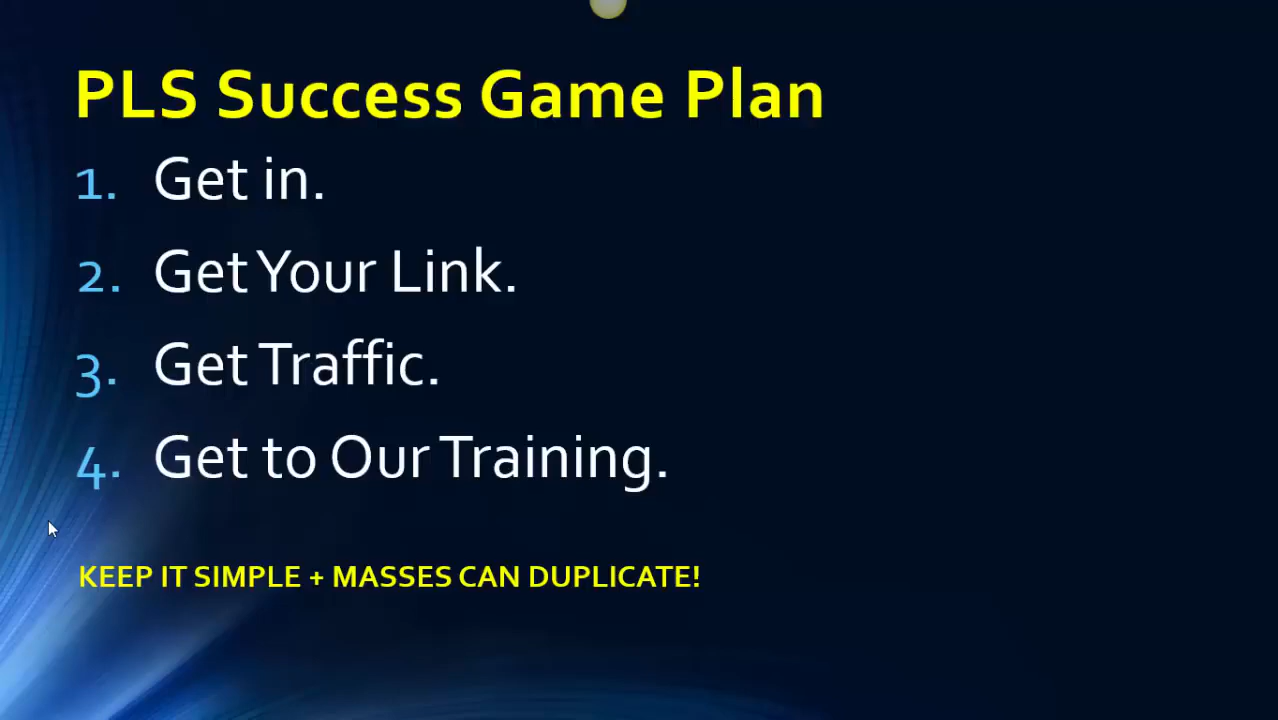 PLS Success Game Plan
1. Get in.
2. Get Your Link.
3. Get Traffic.
4. Get to Our Training.
KEEP IT SIMPLE + MASSES CAN DUPLICATE!